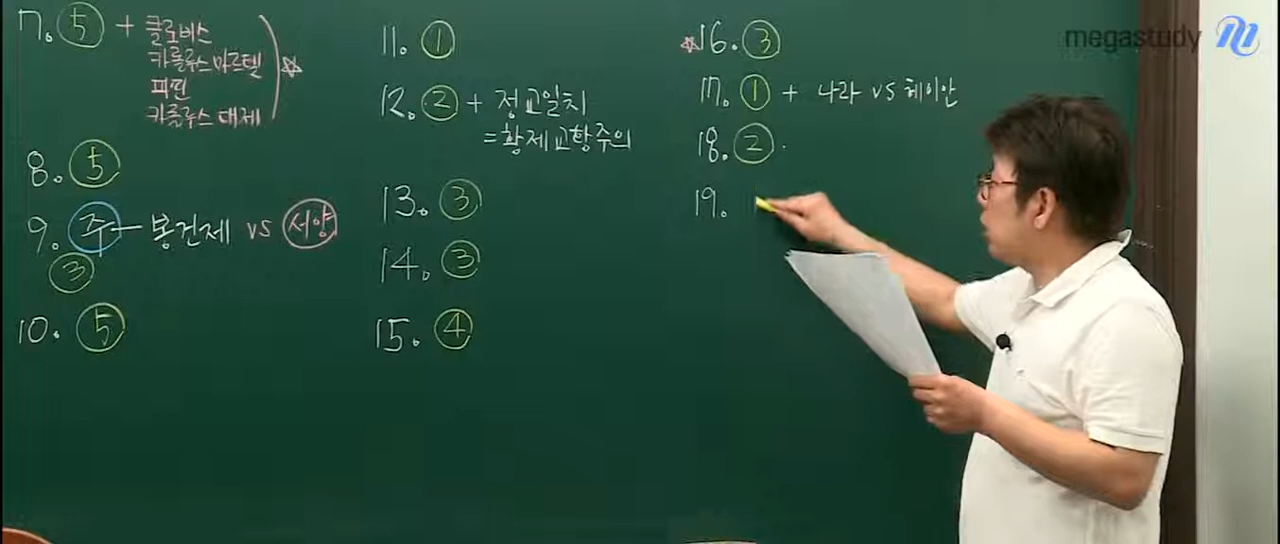 7. ⑤ + 클로비스
카롤루스 마르텔
피핀
카롤루스 대제
8. ⑤
9. 주 - 봉건제 vs 서양
③
10. ⑤
11. ①
12. ② + 정교일치
= 황제교황주의
13. ③
14. ③
15. ④
☆16. ③
17. ① + 나라 vs 헤이안
18. ②.
19.
megastudy